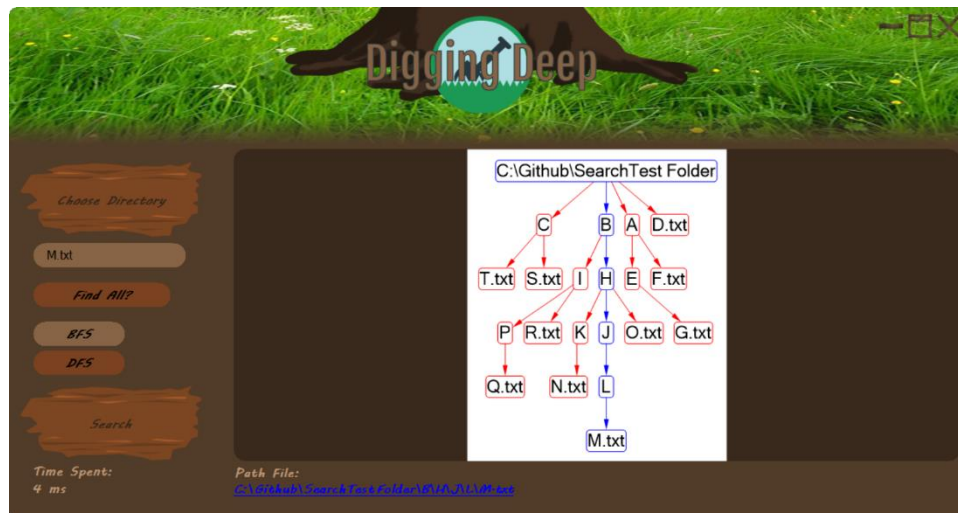 Digging Deep
C:\Github\SearchTest Folder
Choose Directory
C B A D.txt
M.txt
T.txt S.txt I H E F.txt
Find All?
BFS
P R.txt K J O.txt G.txt
DFS
Q.txt N.txt L
Search
M.txt
Time Spent:
4 ms
Path File:
C:\Github\SearchTest Folder\B\H\J\L\M.txt